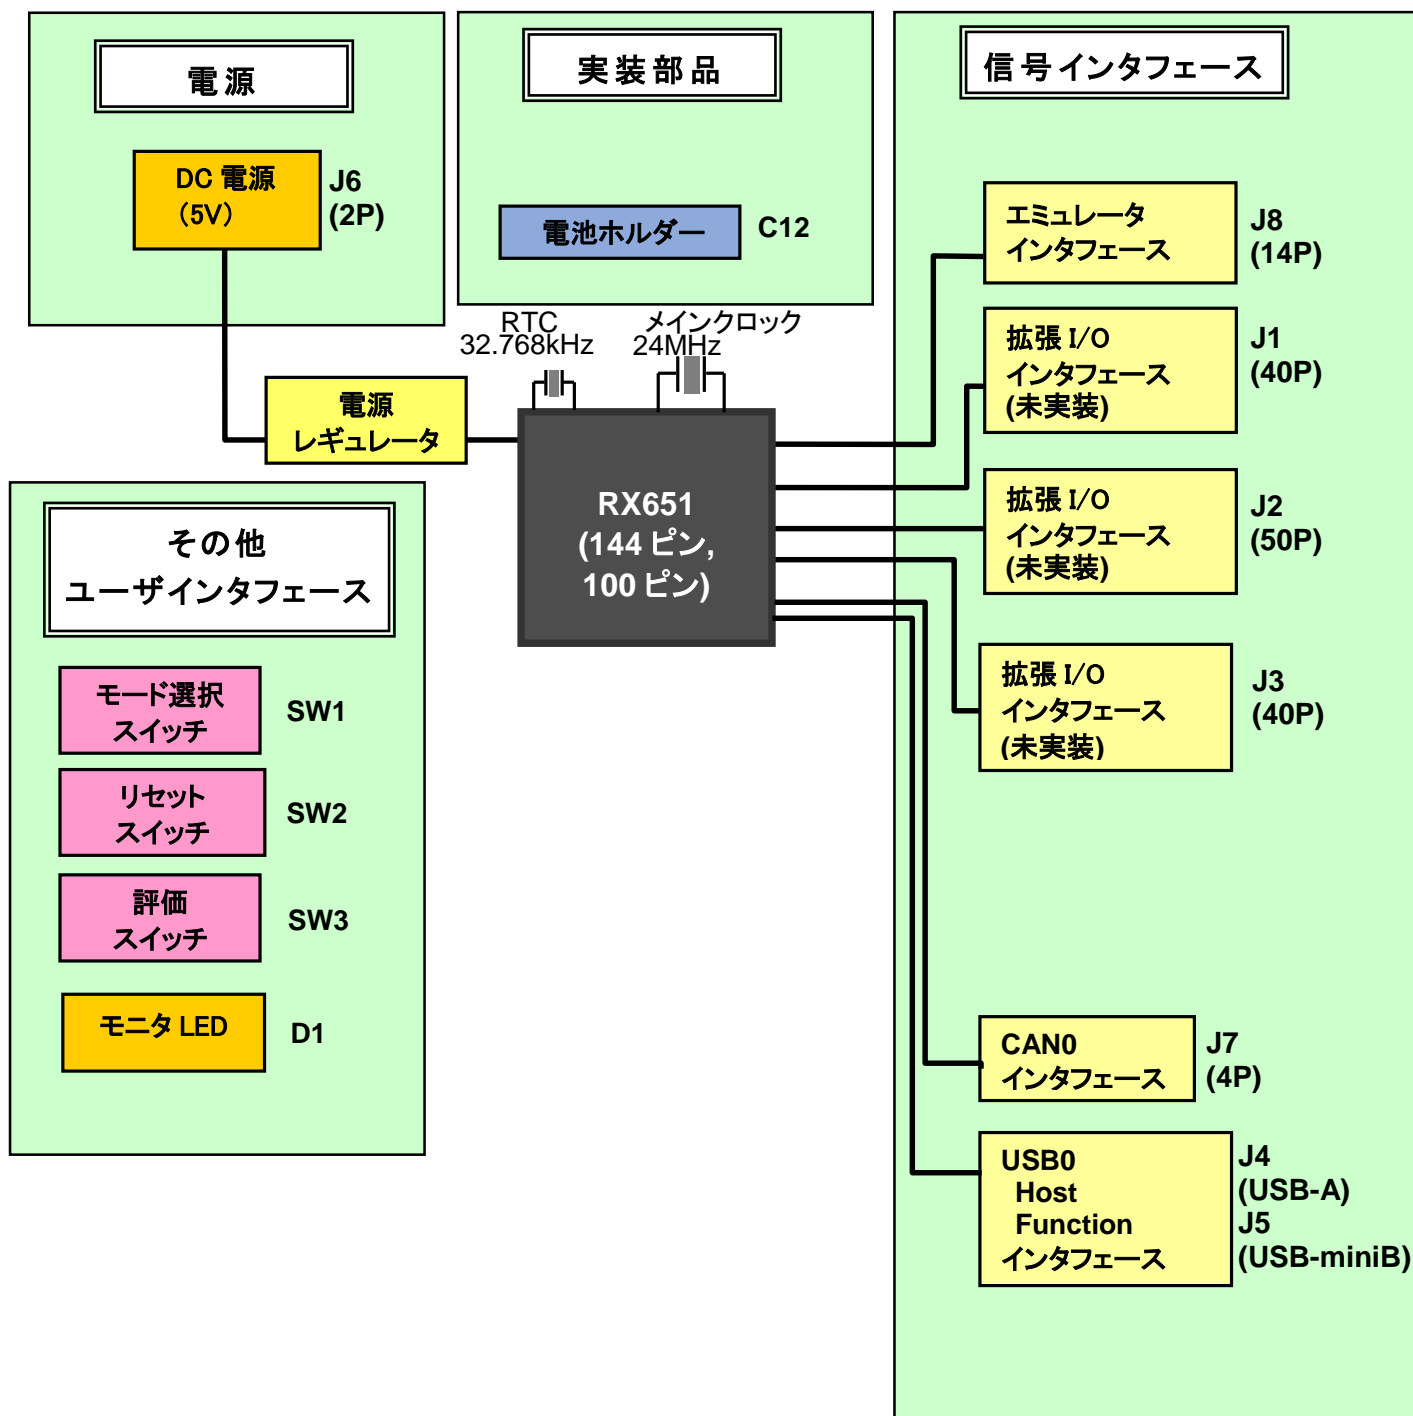 電源
DC 電源
（5V）
J6
(2P)
実装部品
電池ホルダー
C12
信号インタフェース
エミュレータ
インタフェース
J8
(14P)
拡張 I/O
インタフェース
(未実装)
J1
(40P)
拡張 I/O
インタフェース
(未実装)
J2
(50P)
拡張 I/O
インタフェース
(未実装)
J3
(40P)
CAN0
インタフェース
J7
(4P)
USB0
Host
Function
インタフェース
J4
(USB-A)
J5
(USB-miniB)
RTC
32.768kHz
メインクロック
24MHz
電源
レギュレータ
RX651
(144 ピン,
100 ピン)
その他
ユーザインタフェース
モード選択
スイッチ
SW1
リセット
スイッチ
SW2
評価
スイッチ
SW3
モニタ LED
D1